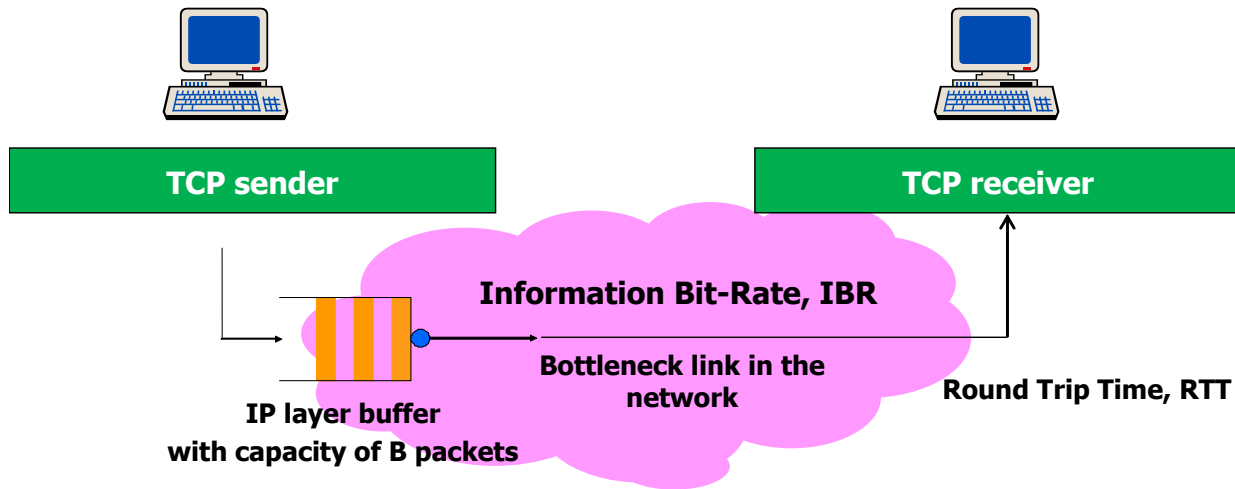 TCP sender
TCP receiver
Information Bit-Rate, IBR
Bottleneck link in the
network
Round Trip Time, RTT
IP layer buffer
with capacity of B packets